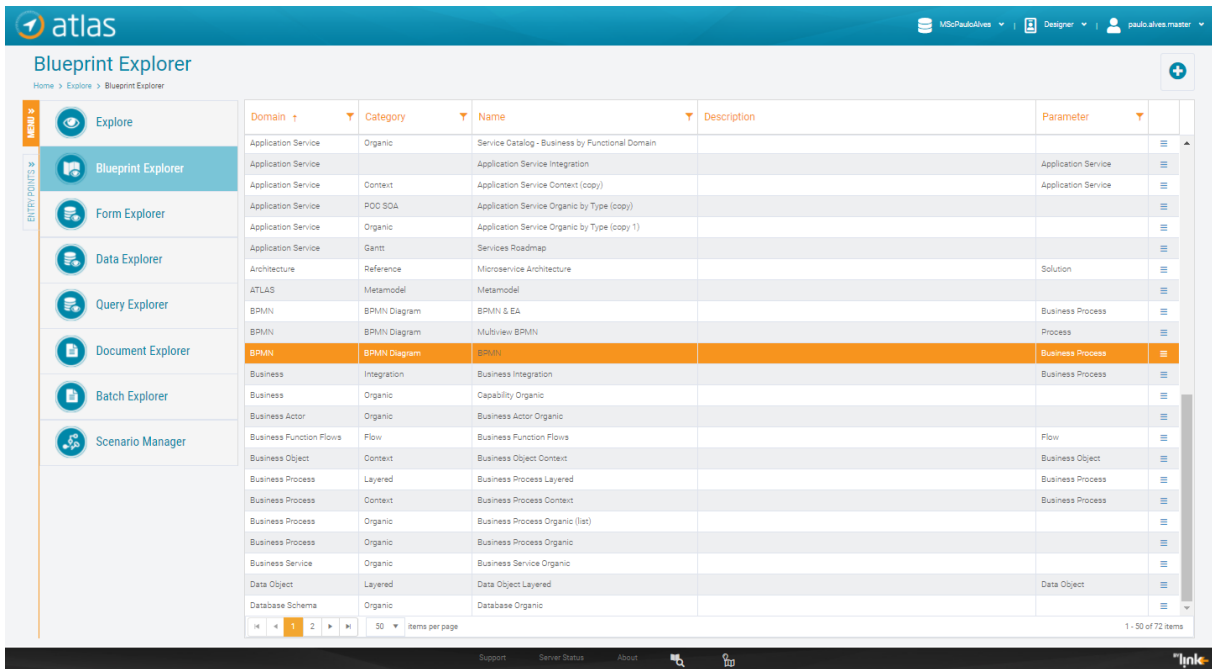 atlas
MScPauloAlves | Designer | paulo.alves.master
Blueprint Explorer
Home > Explore > Blueprint Explorer
MENU »
ENTRY POINTS »
Explore
Blueprint Explorer
Form Explorer
Data Explorer
Query Explorer
Document Explorer
Batch Explorer
Scenario Manager
Domain ↑ Category Name Description Parameter
Application Service Organic Service Catalog - Business by Functional Domain
Application Service Application Service Integration Application Service
Application Service Context Application Service Context (copy) Application Service
Application Service POC SOA Application Service Organic by Type (copy)
Application Service Organic Application Service Organic by Type (copy 1)
Application Service Gantt Services Roadmap
Architecture Reference Microservice Architecture Solution
ATLAS Metamodel Metamodel
BPMN BPMN Diagram BPMN & EA Business Process
BPMN BPMN Diagram Multiview BPMN Process
BPMN BPMN Diagram BPMN Business Process
Business Integration Business Integration Business Process
Business Organic Capability Organic
Business Actor Organic Business Actor Organic
Business Function Flows Flow Business Function Flows Flow
Business Object Context Business Object Context Business Object
Business Process Layered Business Process Layered Business Process
Business Process Context Business Process Context Business Process
Business Process Organic Business Process Organic (list)
Business Process Organic Business Process Organic
Business Service Organic Business Service Organic
Data Object Layered Data Object Layered Data Object
Database Schema Organic Database Organic
1 2 50 items per page 1 - 50 of 72 items
Support Server Status About
link